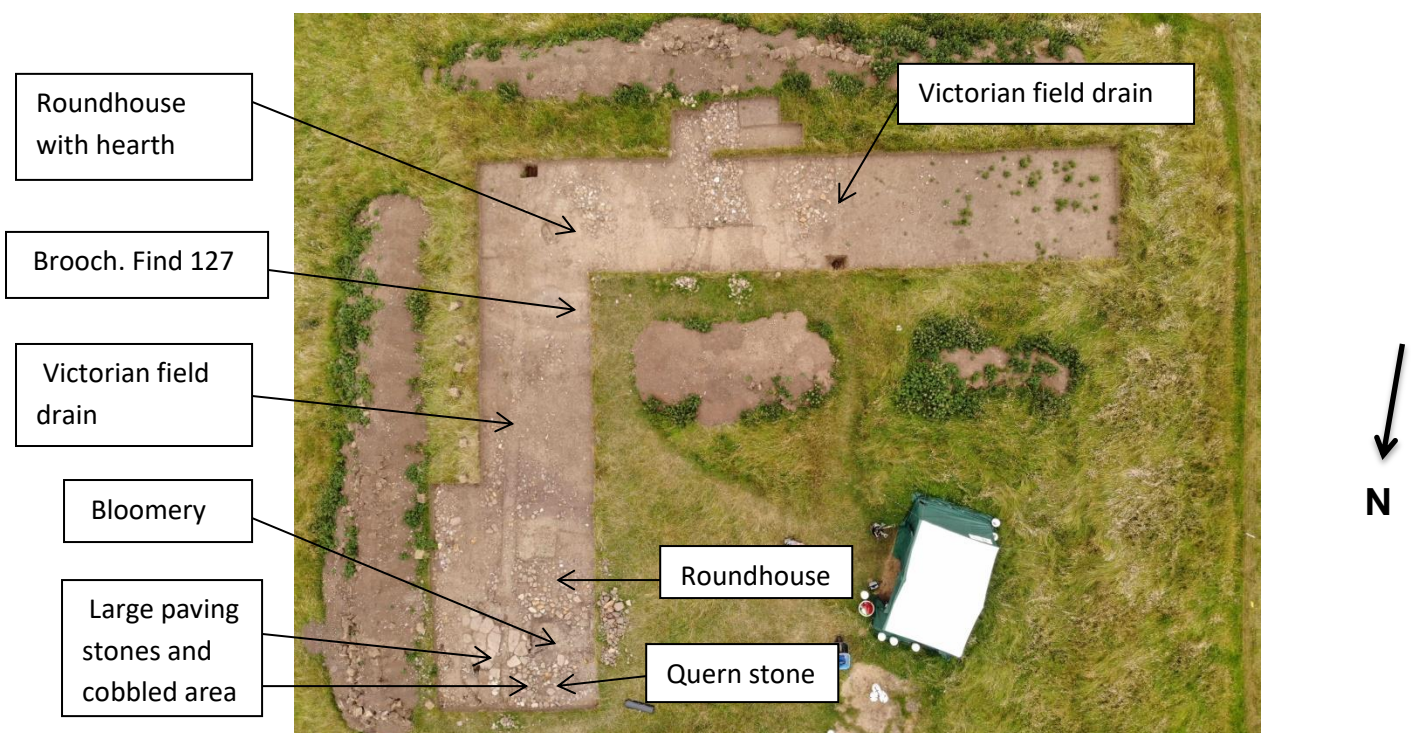 Roundhouse
with hearth
Victorian field drain
Brooch. Find 127
Victorian field
drain
Bloomery
Roundhouse
Large paving
stones and
cobbled area
Quern stone
N